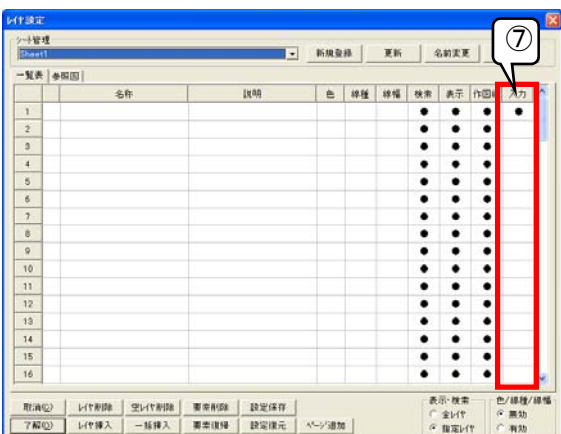 ﾚｲﾔ設定
シート管理
Sheet1
新規登録 更新 名前変更
⑦
一覧表 参照図
名称 説明 色 線種 線幅 検索 表示 作図 入力
1 ● ● ● ●
2 ● ● ●
3 ● ● ●
4 ● ● ●
5 ● ● ●
6 ● ● ●
7 ● ● ●
8 ● ● ●
9 ● ● ●
10 ● ● ●
11 ● ● ●
12 ● ● ●
13 ● ● ●
14 ● ● ●
15 ● ● ●
16 ● ● ●
表示・検索 色/線種/線幅
取消(C) ﾚｲﾔ削除 空ﾚｲﾔ削除 要素削除 設定保存 全ﾚｲﾔ 無効
了解(O) ﾚｲﾔ挿入 一括挿入 要素復帰 設定復元 ﾍﾟｰｼﾞ追加 指定ﾚｲﾔ 有効